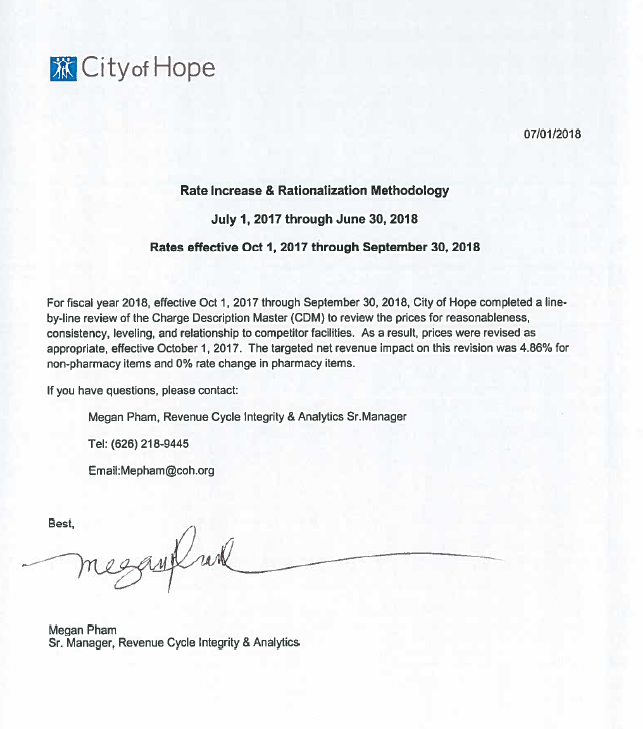 City of Hope
07/01/2018
Rate Increase & Rationalization Methodology
July 1, 2017 through June 30, 2018
Rates effective Oct 1, 2017 through September 30, 2018
For fiscal year 2018, effective Oct 1, 2017 through September 30, 2018, City of Hope completed a line-
by-line review of the Charge Description Master (CDM) to review the prices for reasonableness,
consistency, leveling, and relationship to competitor facilities. As a result, prices were revised as
appropriate, effective October 1, 2017. The targeted net revenue impact on this revision was 4.86% for
non-pharmacy items and 0% rate change in pharmacy items.
If you have questions, please contact:
Megan Pham, Revenue Cycle Integrity & Analytics Sr.Manager
Tel: (626) 218-9445
Email:Mepham@coh.org
Best,
Megan Pham
Megan Pham
Sr. Manager, Revenue Cycle Integrity & Analytics